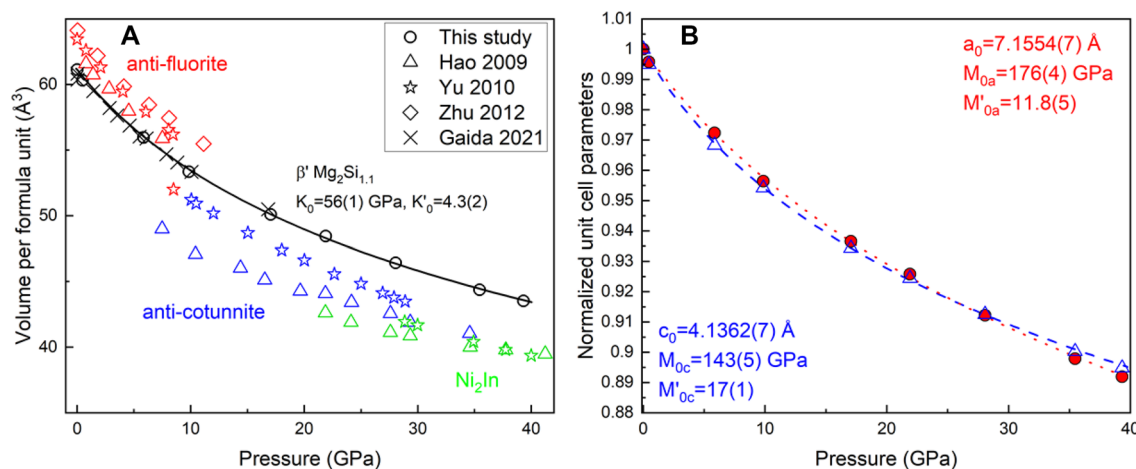 A
anti-fluorite
This study
Hao 2009
Yu 2010
Zhu 2012
Gaida 2021
β' Mg₂Si₁.₁
K₀=56(1) GPa, K'₀=4.3(2)
anti-cotunnite
Ni₂In
Volume per formula unit (Å³)
60
50
40
0 10 20 30 40
Pressure (GPa)
B
a₀=7.1554(7) Å
M₀ₐ=176(4) GPa
M'₀ₐ=11.8(5)
c₀=4.1362(7) Å
M₀c=143(5) GPa
M'₀c=17(1)
Normalized unit cell parameters
1.01
1
0.99
0.98
0.97
0.96
0.95
0.94
0.93
0.92
0.91
0.9
0.89
0.88
0 10 20 30 40
Pressure (GPa)